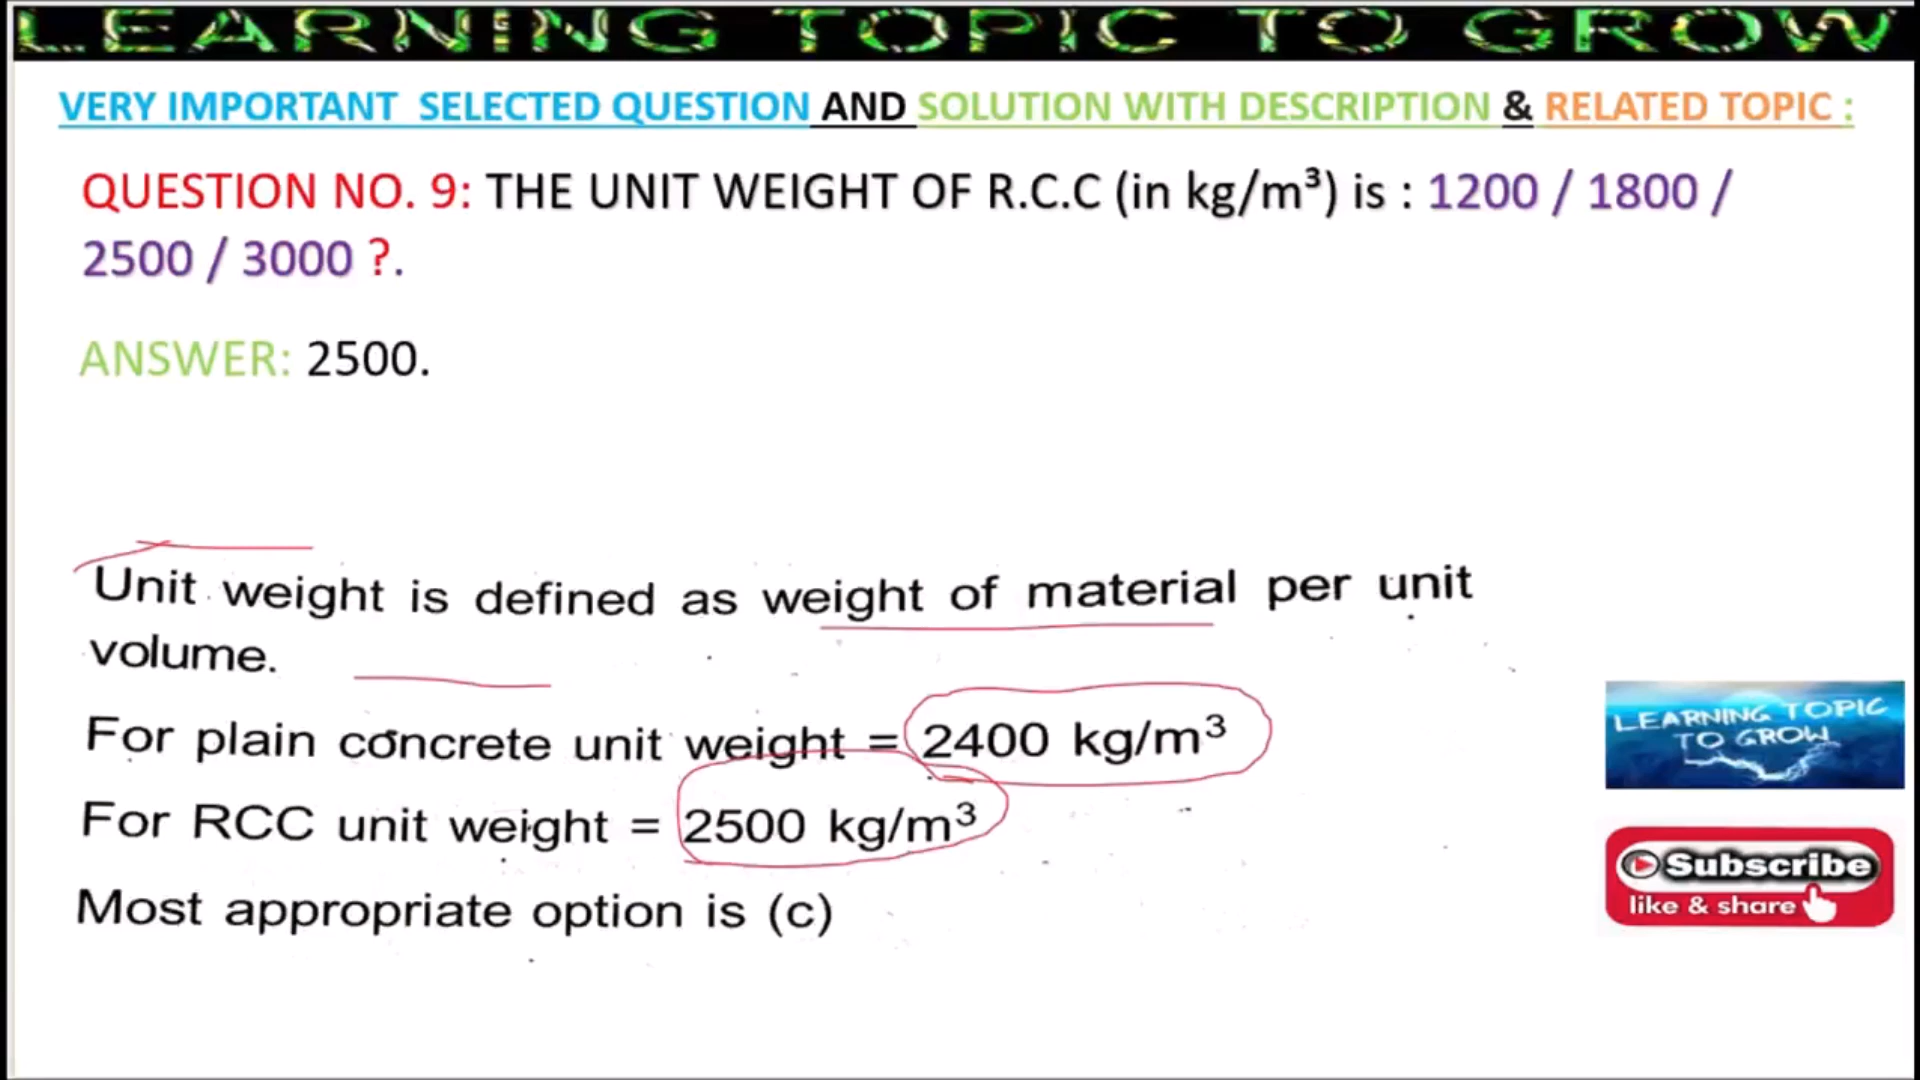 LEARNING TOPIC TO GROW
VERY IMPORTANT SELECTED QUESTION AND SOLUTION WITH DESCRIPTION & RELATED TOPIC :
QUESTION NO. 9: THE UNIT WEIGHT OF R.C.C (in kg/m³) is : 1200 / 1800 /
2500 / 3000 ?.
ANSWER: 2500.
Unit weight is defined as weight of material per unit
volume.
For plain concrete unit weight = 2400 kg/m³
For RCC unit weight = 2500 kg/m³
Most appropriate option is (c)
LEARNING TOPIC
TO GROW
Subscribe
like & share